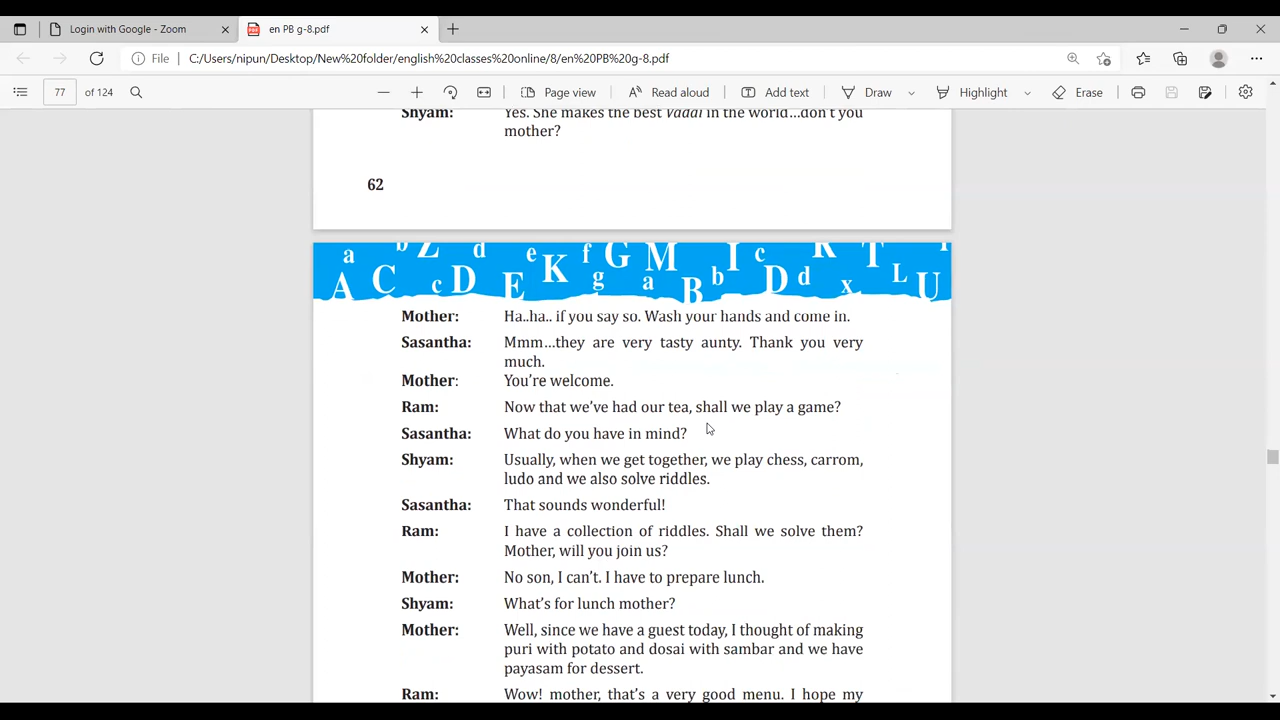 Login with Google - Zoom
en PB g-8.pdf
File
C:/Users/nipun/Desktop/New%20folder/english%20classes%20online/8/en%20PB%20g-8.pdf
77 of 124
Page view
Read aloud
Add text
Draw
Highlight
Erase
Shyam: Yes. She makes the best Vadai in the world...don't you
mother?
62
a b Z d e f G M I c R T
A C c D E K g a B b D d x L U
Mother: Ha..ha.. if you say so. Wash your hands and come in.
Sasantha: Mmm...they are very tasty aunty. Thank you very
much.
Mother: You're welcome.
Ram: Now that we've had our tea, shall we play a game?
Sasantha: What do you have in mind?
Shyam: Usually, when we get together, we play chess, carrom,
ludo and we also solve riddles.
Sasantha: That sounds wonderful!
Ram: I have a collection of riddles. Shall we solve them?
Mother, will you join us?
Mother: No son, I can't. I have to prepare lunch.
Shyam: What's for lunch mother?
Mother: Well, since we have a guest today, I thought of making
puri with potato and dosai with sambar and we have
payasam for dessert.
Ram: Wow! mother, that's a very good menu. I hope my